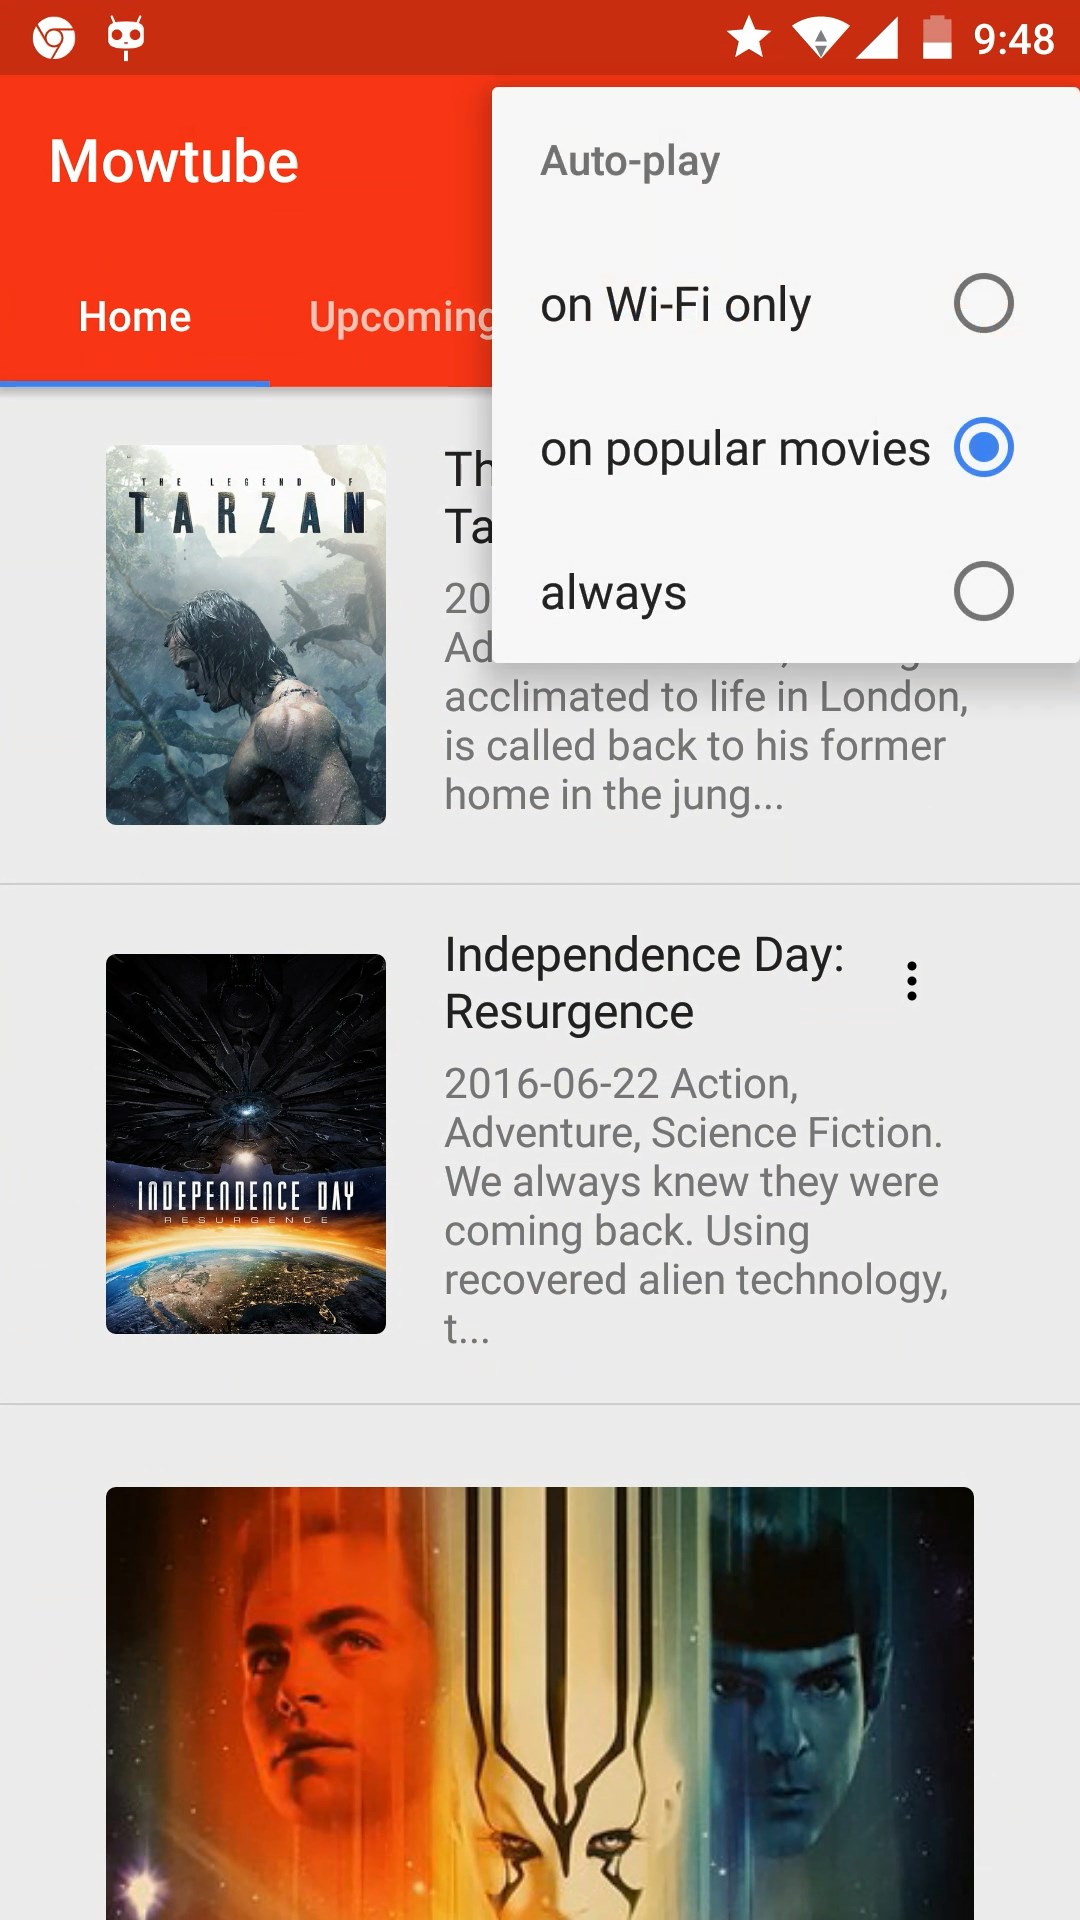 9:48
Mowtube
Auto-play
on Wi-Fi only
Home
Upcoming
on popular movies
always
THE LEGEND OF
TARZAN
Th
Ta
20
Ad
acclimated to life in London,
is called back to his former
home in the jung...
Independence Day:
Resurgence
2016-06-22 Action,
Adventure, Science Fiction.
We always knew they were
coming back. Using
recovered alien technology,
t...
INDEPENDENCE DAY
RESURGENCE